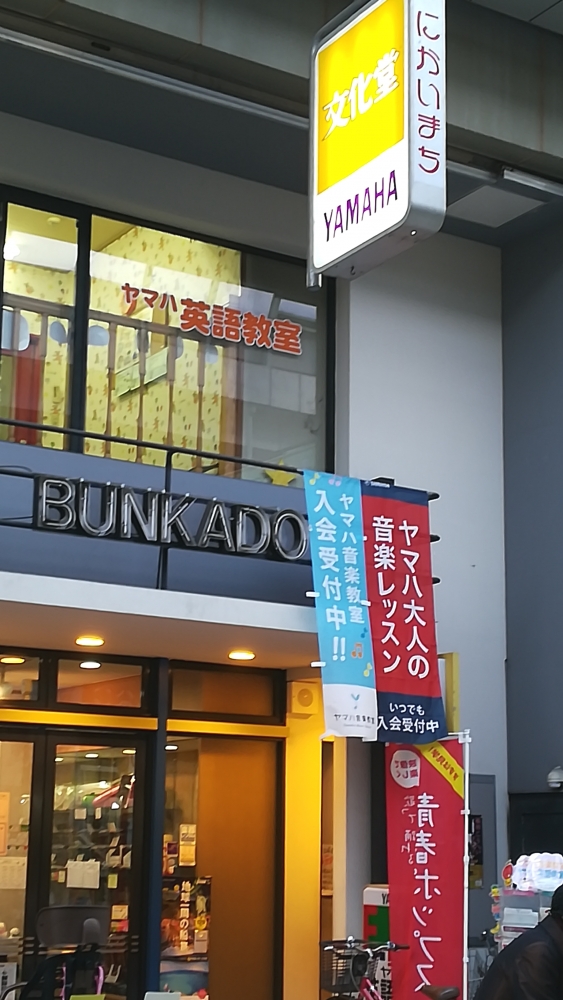 にかいまち
文化堂
YAMAHA
ヤマハ
英語教室
BUNKADO
ヤマハ音楽教室
入会受付中!!
ヤマハ大人の
音楽レッスン
いつでも
入会受付中
青春ポップス